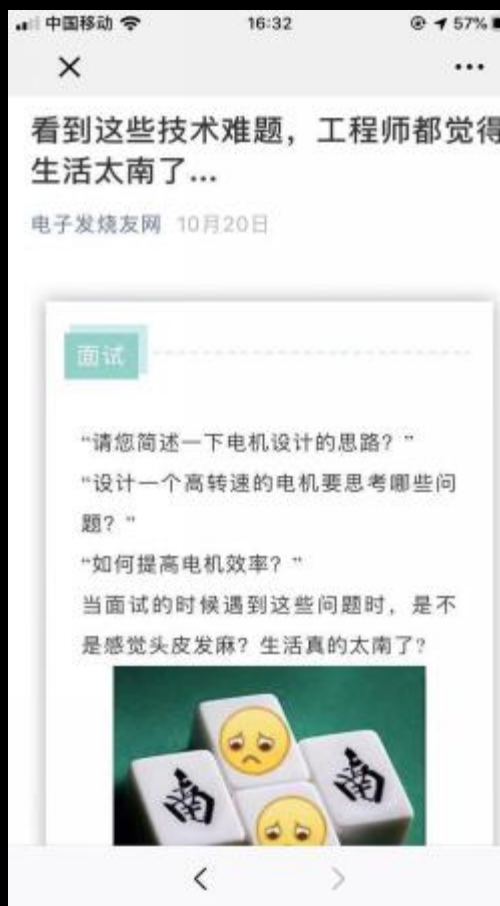 中国移动
16:32
57%
看到这些技术难题，工程师都觉得
生活太南了...
电子发烧友网 10月20日
面试
“请您简述一下电机设计的思路？”
“设计一个高转速的电机要思考哪些问
题？”
“如何提高电机效率？”
当面试的时候遇到这些问题时，是不
是感觉头皮发麻？生活真的太南了?
南
南